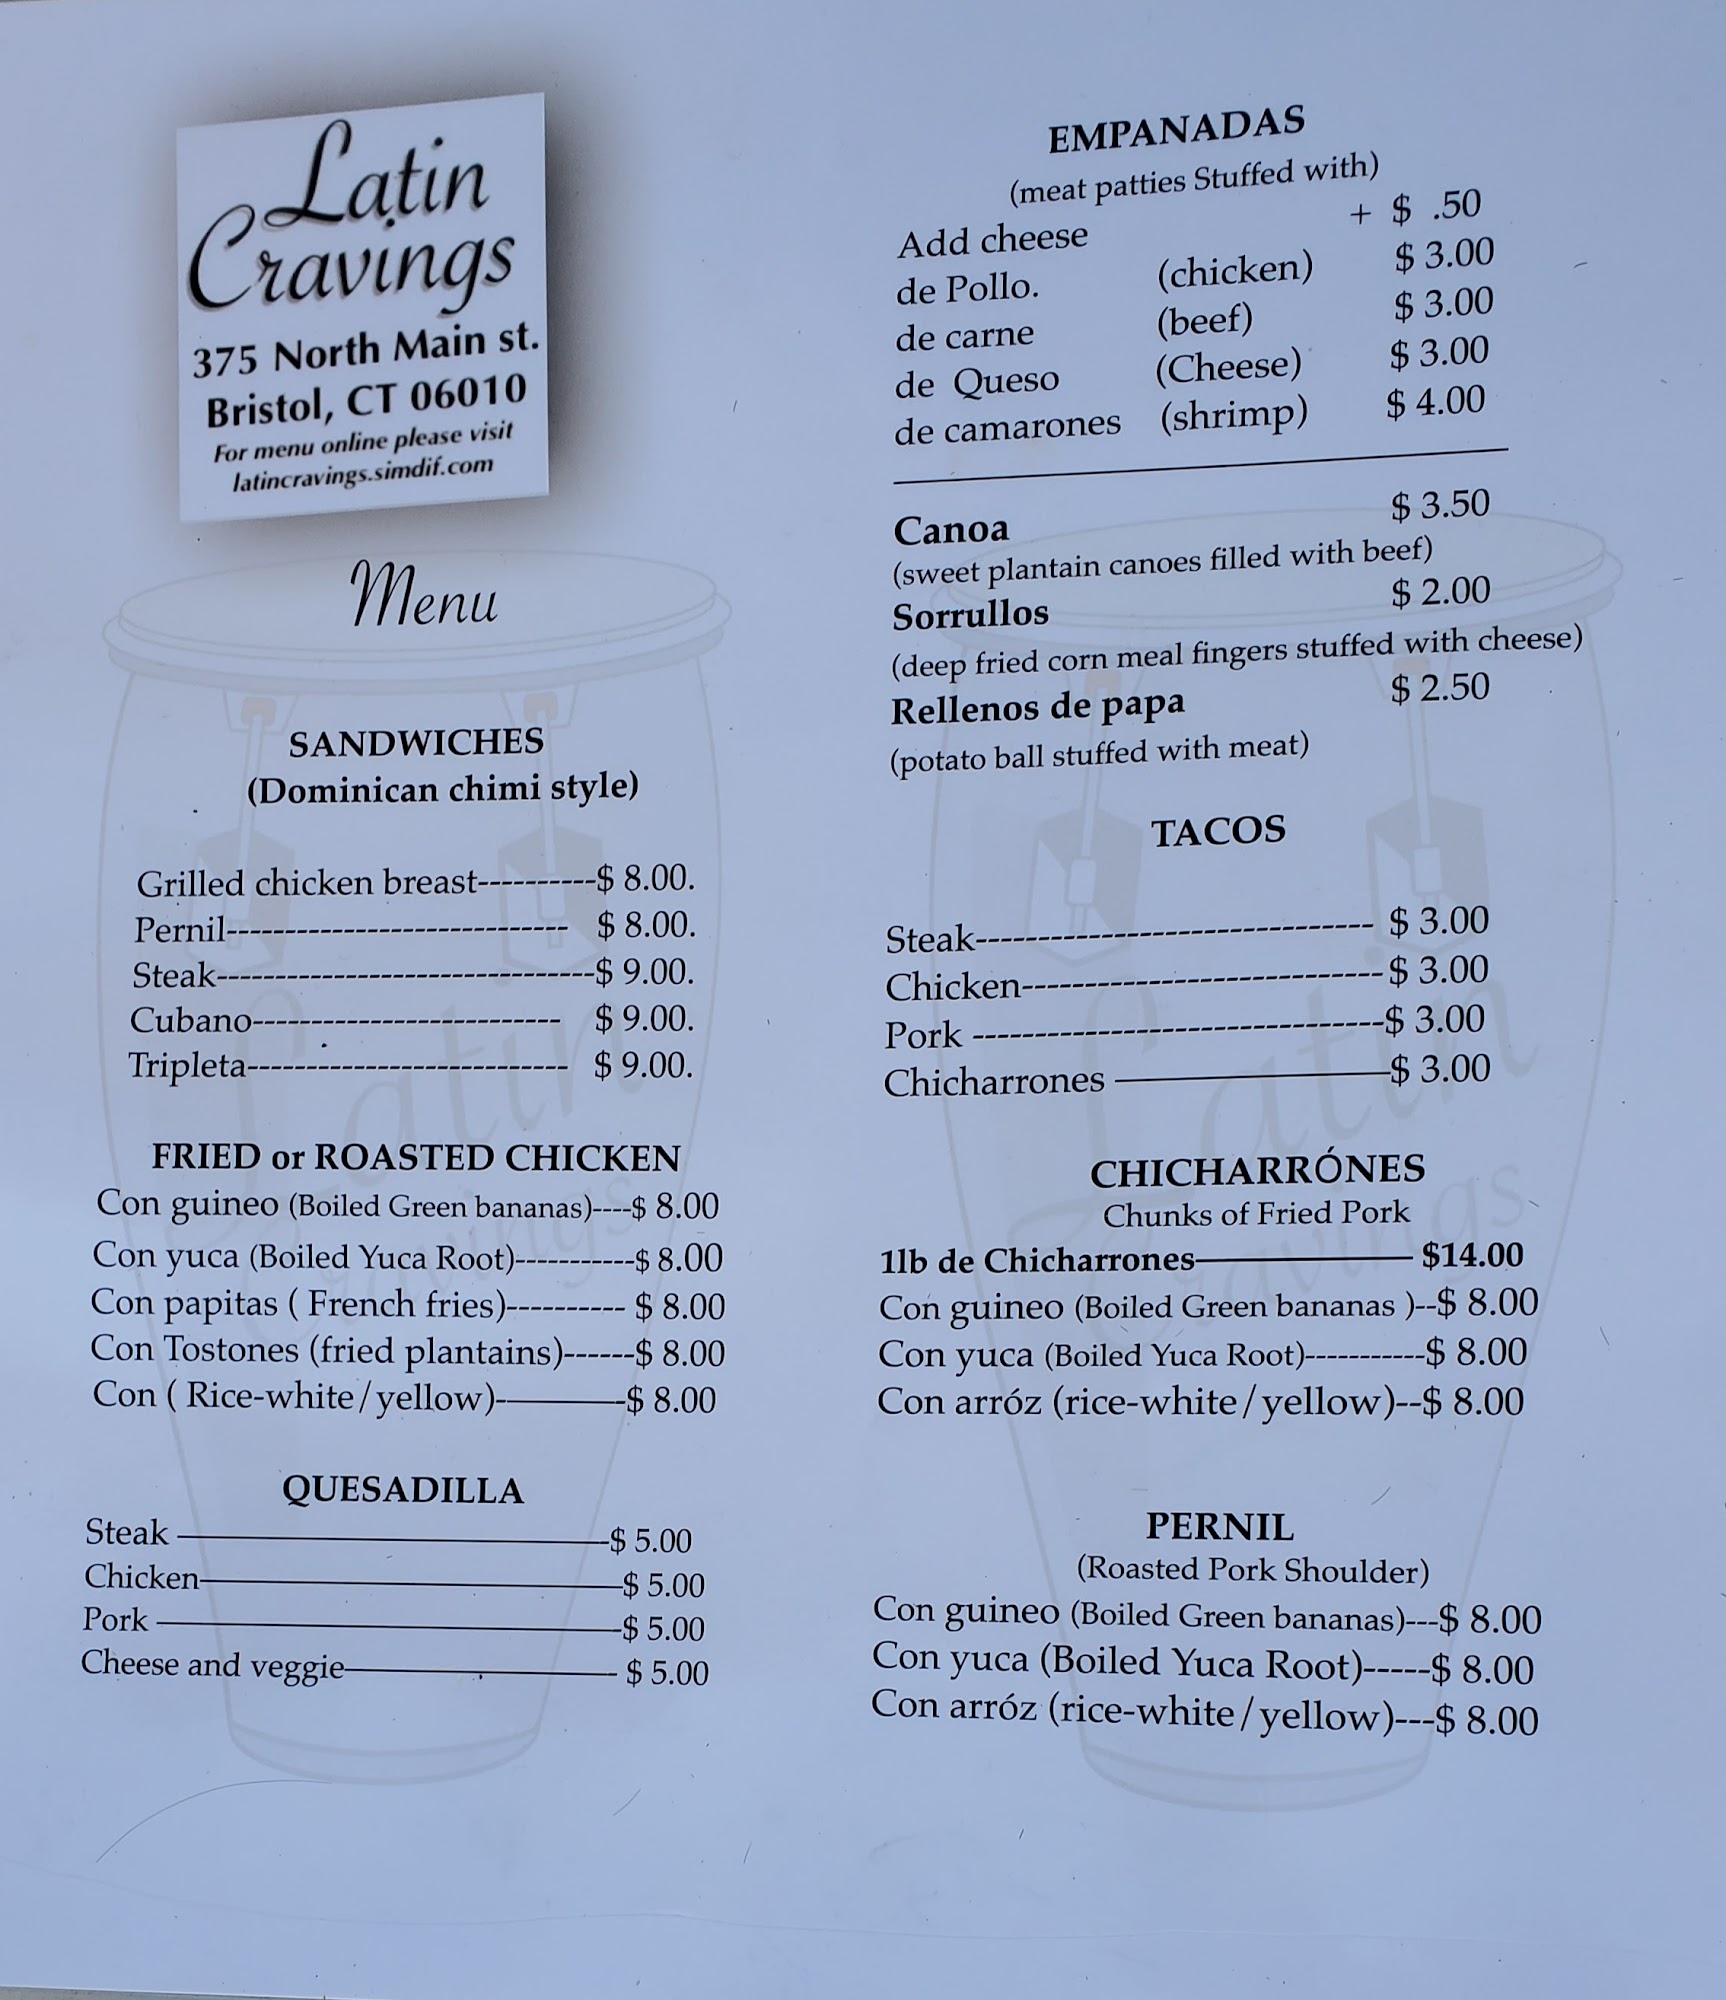 Latin
Cravings
375 North Main st.
Bristol, CT 06010
For menu online please visit
latincravings.simdif.com
Menu
SANDWICHES
(Dominican chimi style)
Grilled chicken breast----------$ 8.00.
Pernil----------------------------- $ 8.00.
Steak--------------------------------$ 9.00.
Cubano-------------------------- $ 9.00.
Tripleta--------------------------- $ 9.00.
FRIED or ROASTED CHICKEN
Con guineo (Boiled Green bananas)----$ 8.00
Con yuca (Boiled Yuca Root)-----------$ 8.00
Con papitas ( French fries)---------- $ 8.00
Con Tostones (fried plantains)------$ 8.00
Con ( Rice-white/yellow)-———-$ 8.00
QUESADILLA
Steak ———————————-$ 5.00
Chicken-———————————-$ 5.00
Pork ————————————-$ 5.00
Cheese and veggie-——————— $ 5.00
EMPANADAS
(meat patties Stuffed with)
Add cheese + $ .50
de Pollo. (chicken) $ 3.00
de carne (beef) $ 3.00
de Queso (Cheese) $ 3.00
de camarones (shrimp) $ 4.00
Canoa $ 3.50
(sweet plantain canoes filled with beef)
Sorrullos $ 2.00
(deep fried corn meal fingers stuffed with cheese)
Rellenos de papa $ 2.50
(potato ball stuffed with meat)
TACOS
Steak--------------------------------- $ 3.00
Chicken------------------------------$ 3.00
Pork ----------------------------------$ 3.00
Chicharrones ———————-$ 3.00
CHICHARRÓNES
Chunks of Fried Pork
1lb de Chicharrones-————— $14.00
Con guineo (Boiled Green bananas )--$ 8.00
Con yuca (Boiled Yuca Root)-----------$ 8.00
Con arróz (rice-white/yellow)--$ 8.00
PERNIL
(Roasted Pork Shoulder)
Con guineo (Boiled Green bananas)---$ 8.00
Con yuca (Boiled Yuca Root)-----$ 8.00
Con arróz (rice-white/yellow)---$ 8.00